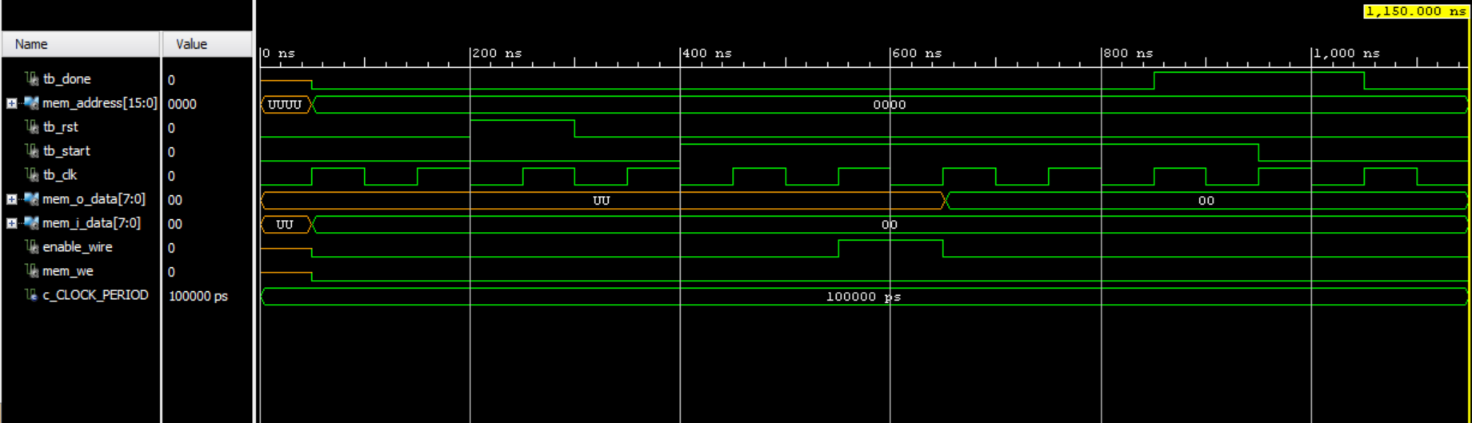 1,150.000 ns
Name Value
0 ns 200 ns 400 ns 600 ns 800 ns 1,000 ns
tb_done 0
mem_address[15:0] 0000 UUUU 0000
tb_rst 0
tb_start 0
tb_clk 0
mem_o_data[7:0] 00 UU 00
mem_i_data[7:0] 00 UU 00
enable_wire 0
mem_we 0
c_CLOCK_PERIOD 100000 ps 100000 ps